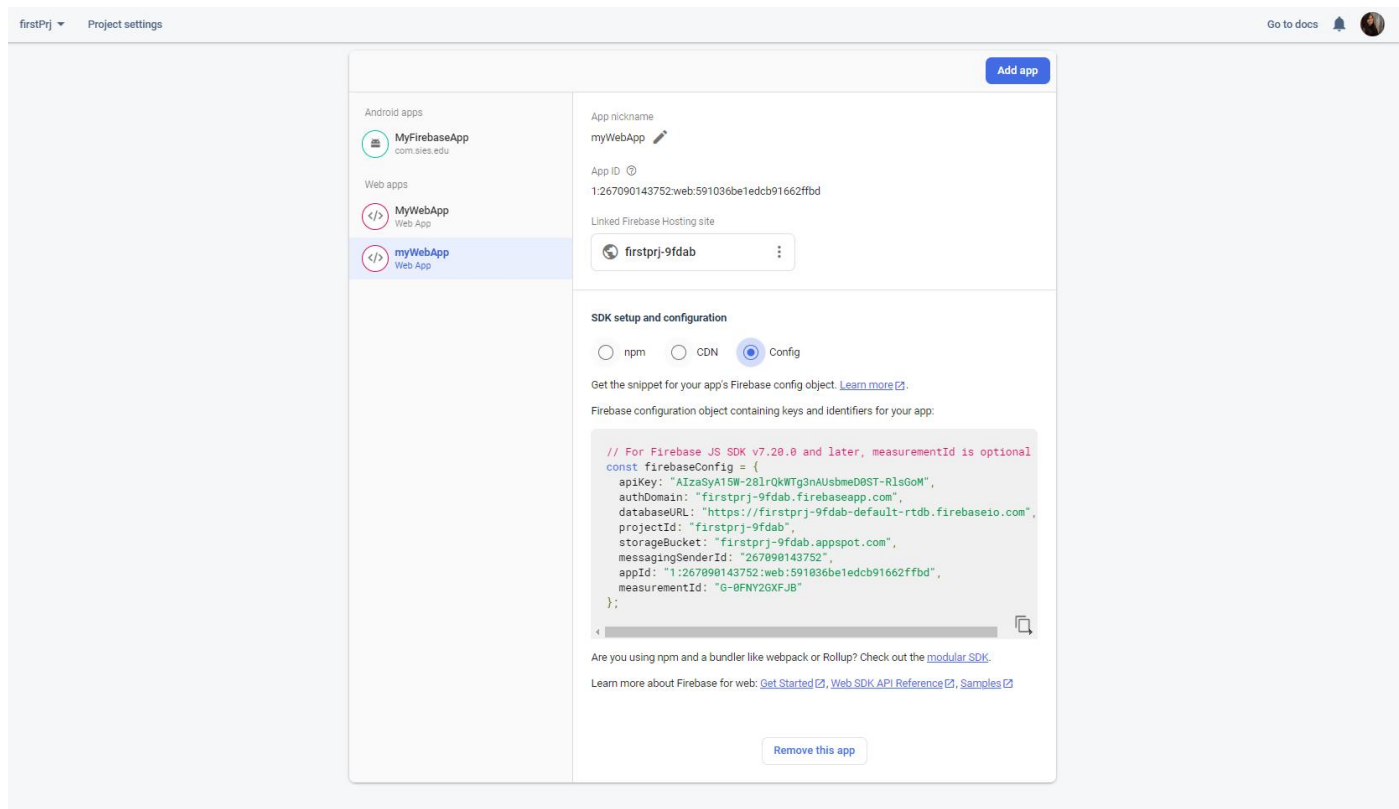 firstPrj Project settings Go to docs
Add app
Android apps
MyFirebaseApp
com.sies.edu
Web apps
MyWebApp
Web App
myWebApp
Web App
App nickname
myWebApp
App ID
1:267090143752:web:591036be1edcb91662ffbd
Linked Firebase Hosting site
firstprj-9fdab
SDK setup and configuration
npm CDN Config
Get the snippet for your app's Firebase config object. Learn more.
Firebase configuration object containing keys and identifiers for your app:
// For Firebase JS SDK v7.20.0 and later, measurementId is optional
const firebaseConfig = {
  apiKey: "AIzaSyA15W-28lrQkWTg3nAUsbmeD0ST-RlsGoM",
  authDomain: "firstprj-9fdab.firebaseapp.com",
  databaseURL: "https://firstprj-9fdab-default-rtdb.firebaseio.com",
  projectId: "firstprj-9fdab",
  storageBucket: "firstprj-9fdab.appspot.com",
  messagingSenderId: "267090143752",
  appId: "1:267090143752:web:591036be1edcb91662ffbd",
  measurementId: "G-0FNY2GXFJB"
};
Are you using npm and a bundler like webpack or Rollup? Check out the modular SDK.
Learn more about Firebase for web: Get Started, Web SDK API Reference, Samples
Remove this app